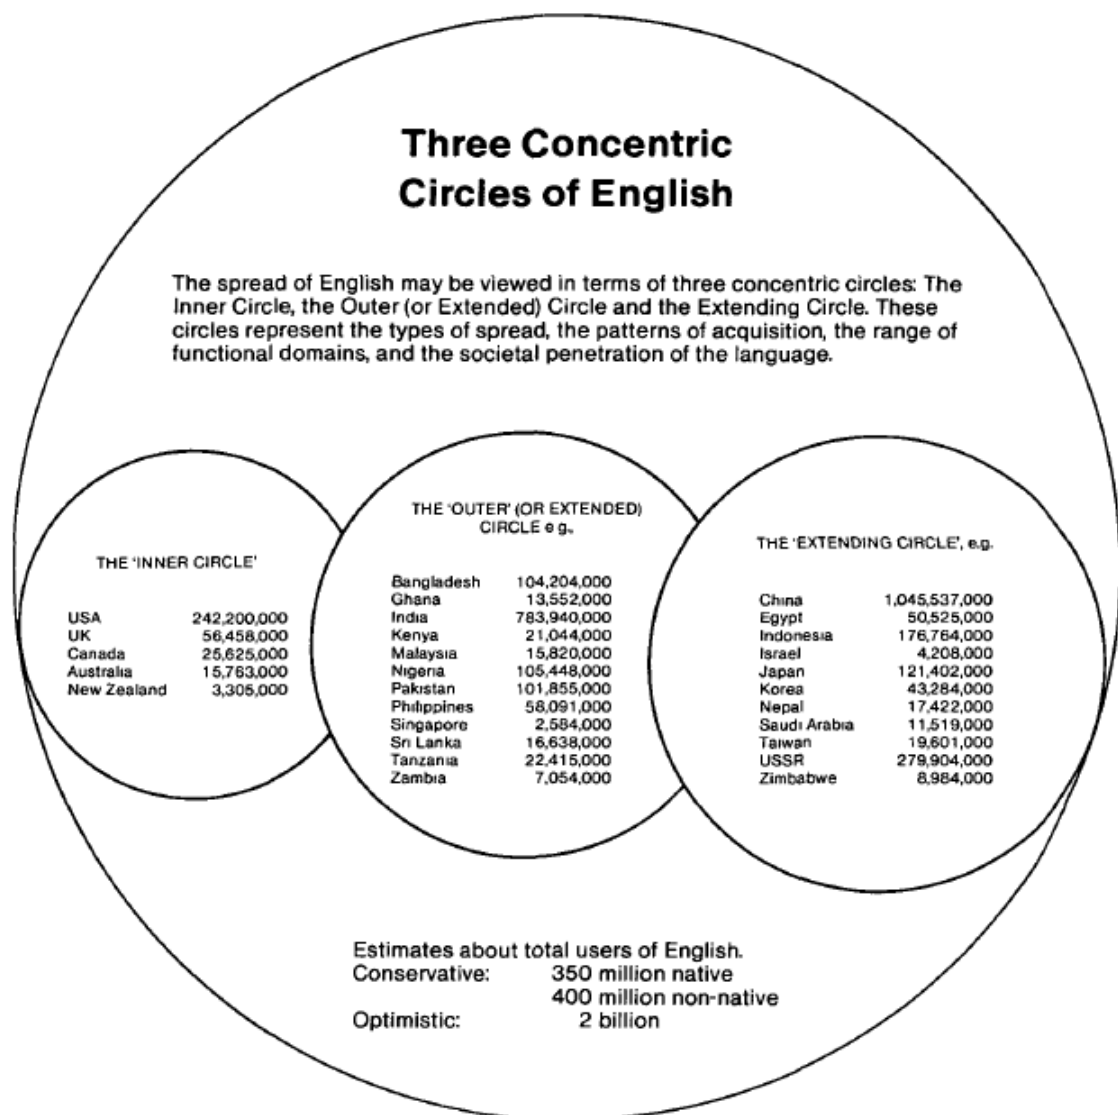 Three Concentric
Circles of English
The spread of English may be viewed in terms of three concentric circles: The
Inner Circle, the Outer (or Extended) Circle and the Extending Circle. These
circles represent the types of spread, the patterns of acquisition, the range of
functional domains, and the societal penetration of the language.
THE 'INNER CIRCLE'
USA 242,200,000
UK 56,458,000
Canada 25,625,000
Australia 15,763,000
New Zealand 3,305,000
THE 'OUTER' (OR EXTENDED)
CIRCLE e g.,
Bangladesh 104,204,000
Ghana 13,552,000
India 783,940,000
Kenya 21,044,000
Malaysia 15,820,000
Nigeria 105,448,000
Pakistan 101,855,000
Philippines 58,091,000
Singapore 2,584,000
Sri Lanka 16,638,000
Tanzania 22,415,000
Zambia 7,054,000
THE 'EXTENDING CIRCLE', e.g.
China 1,045,537,000
Egypt 50,525,000
Indonesia 176,764,000
Israel 4,208,000
Japan 121,402,000
Korea 43,284,000
Nepal 17,422,000
Saudi Arabia 11,519,000
Taiwan 19,601,000
USSR 279,904,000
Zimbabwe 8,984,000
Estimates about total users of English.
Conservative: 350 million native
400 million non-native
Optimistic: 2 billion